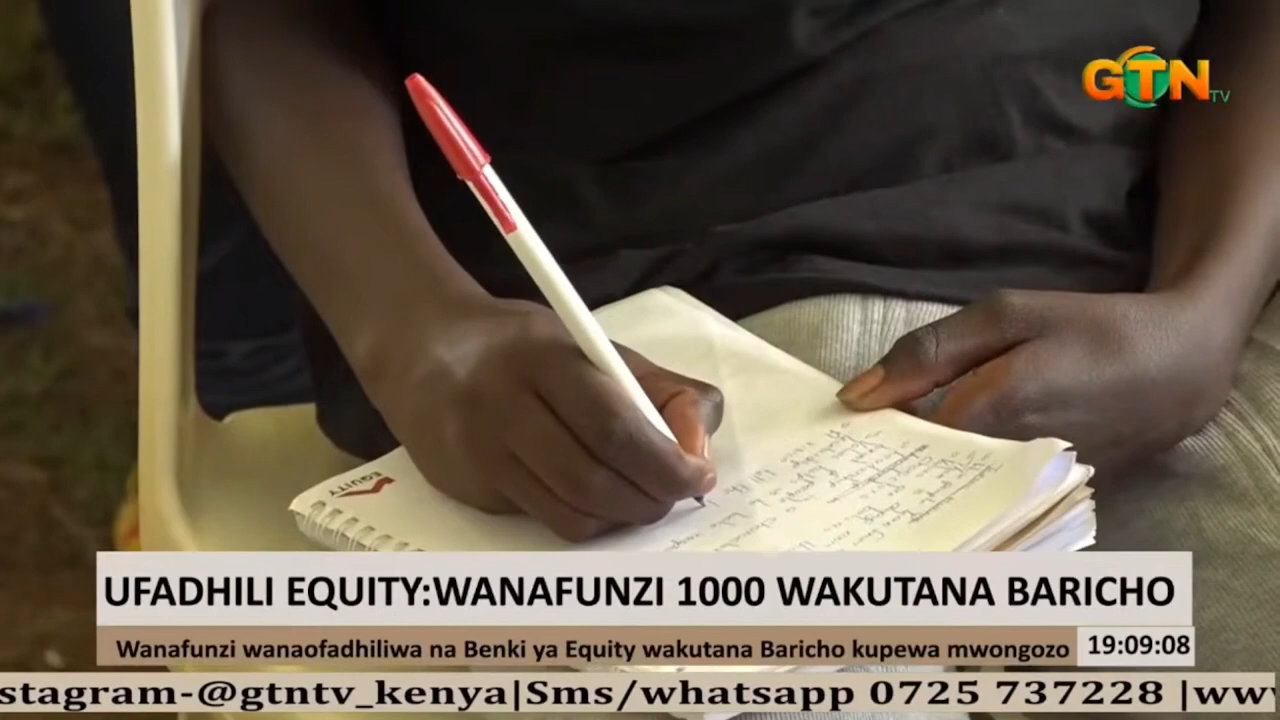 GTN TV
EQUITY
UFADHILI EQUITY:WANAFUNZI 1000 WAKUTANA BARICHO
Wanafunzi wanaofadhiliwa na Benki ya Equity wakutana Baricho kupewa mwongozo
19:09:08
stagram-@gtntv_kenya|Sms/whatsapp 0725 737228 |www